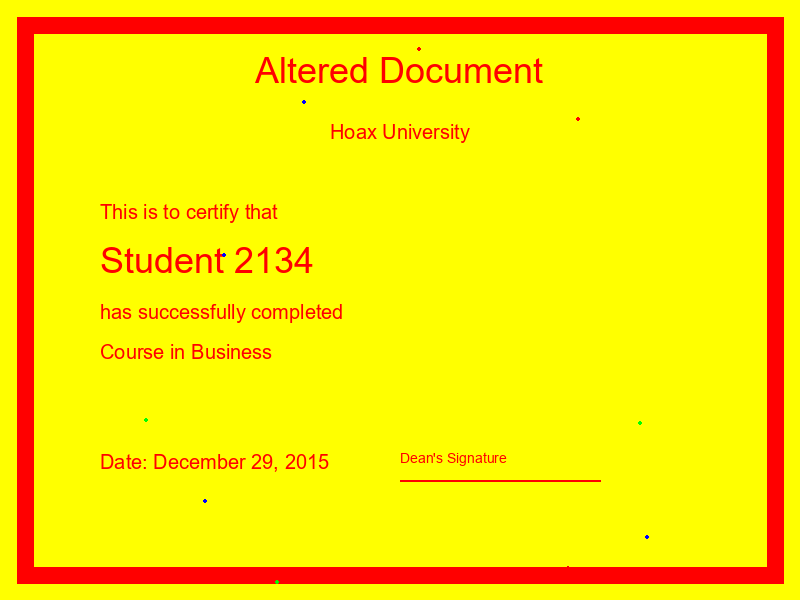 Altered Document
Hoax University
This is to certify that
Student 2134
has successfully completed
Course in Business
Date: December 29, 2015
Dean's Signature